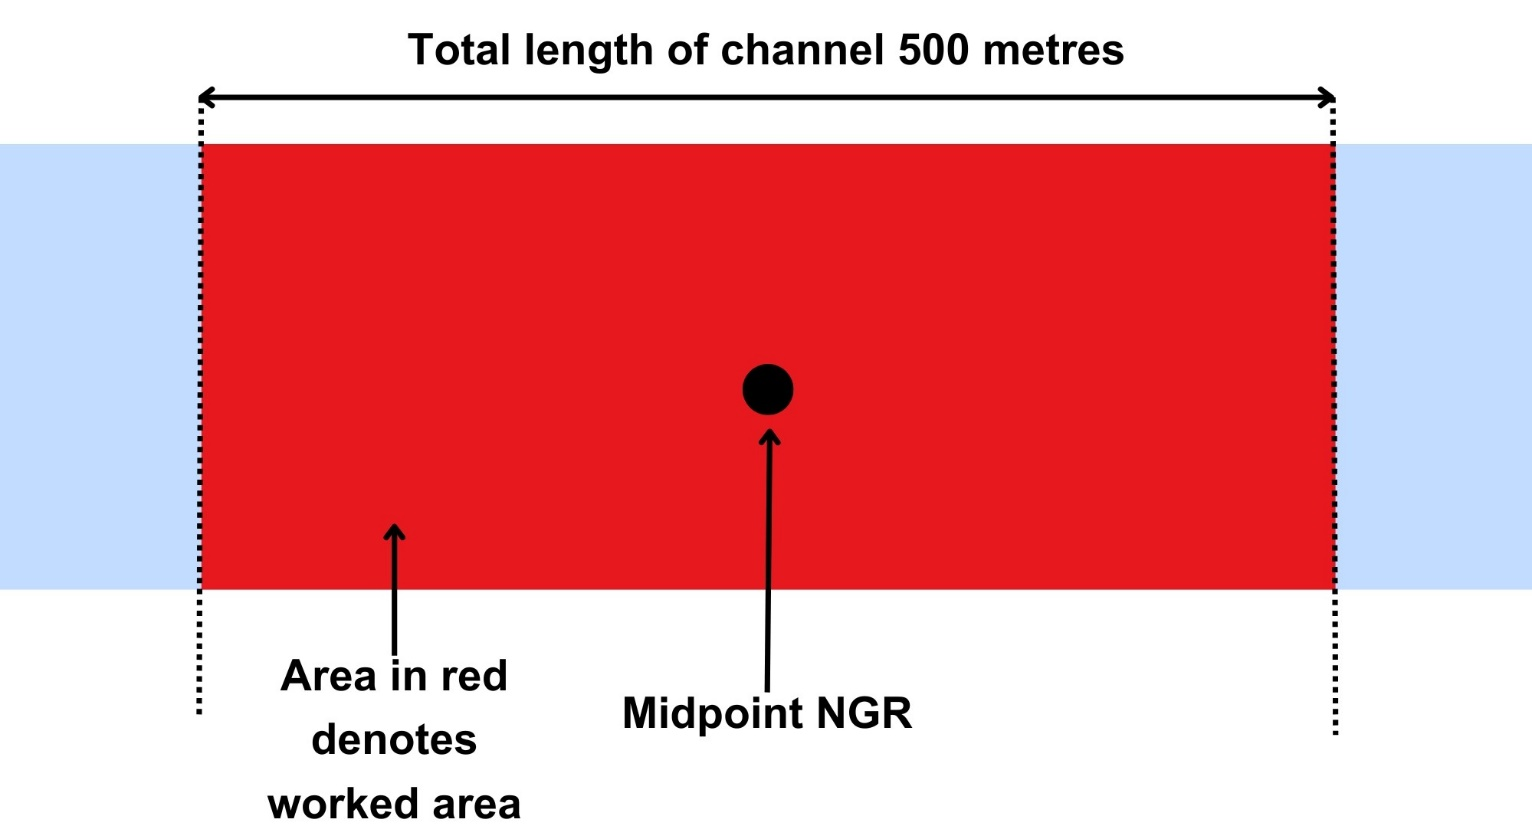 Total length of channel 500 metres
Area in red
denotes
worked area
Midpoint NGR